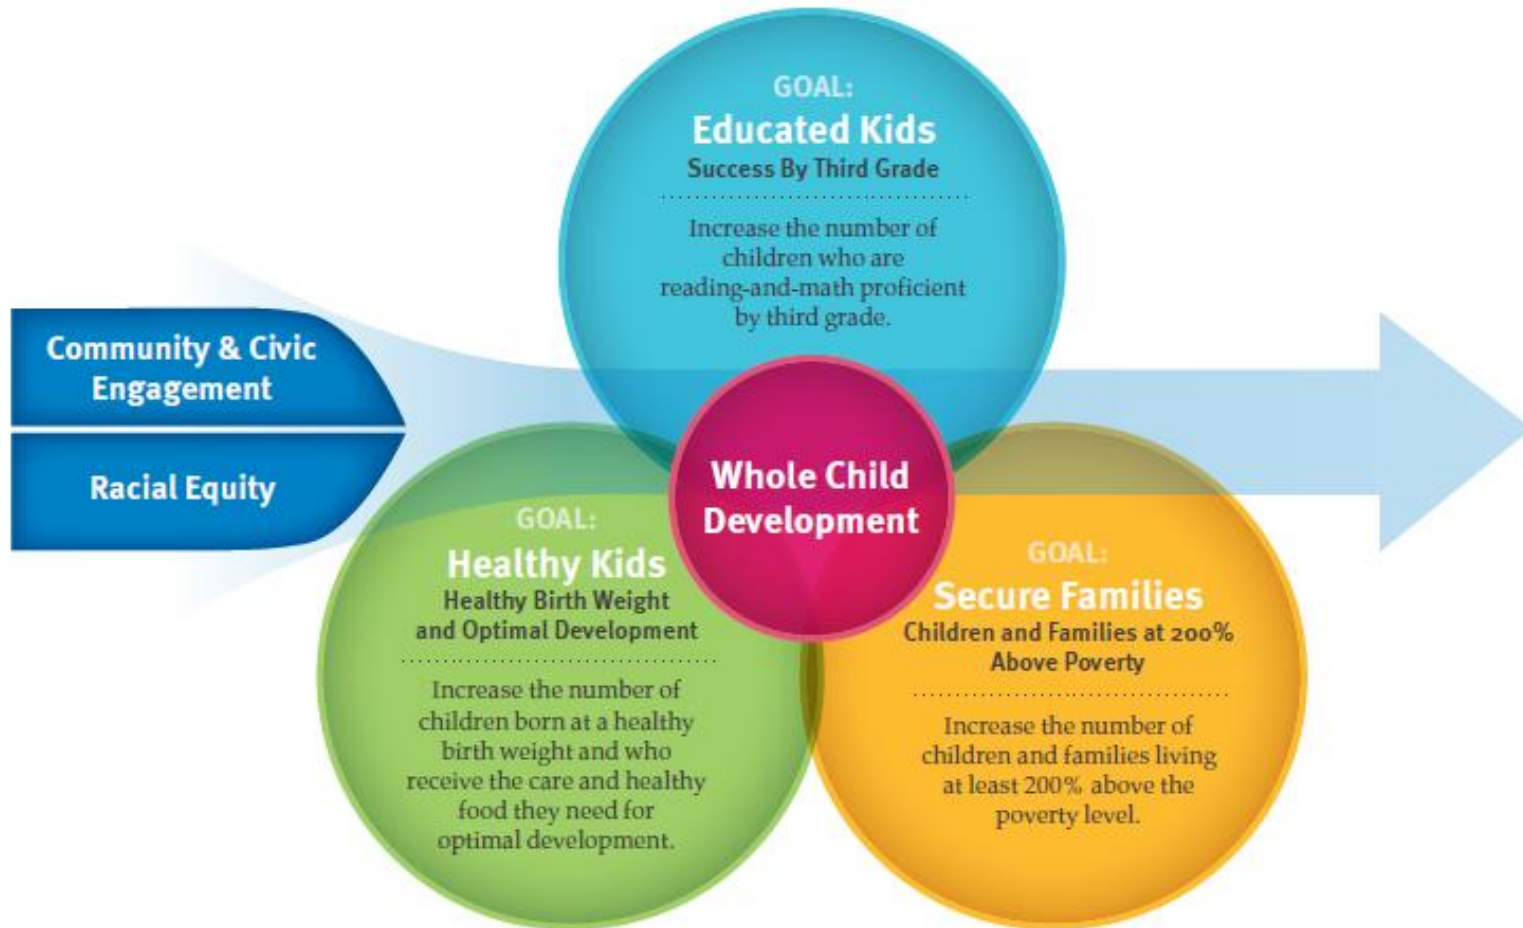 GOAL:
Educated Kids
Success By Third Grade
Increase the number of
children who are
reading-and-math proficient
by third grade.
Community & Civic
Engagement
Racial Equity
Whole Child
Development
GOAL:
Healthy Kids
Healthy Birth Weight
and Optimal Development
Increase the number of
children born at a healthy
birth weight and who
receive the care and healthy
food they need for
optimal development.
GOAL:
Secure Families
Children and Families at 200%
Above Poverty
Increase the number of
children and families living
at least 200% above the
poverty level.